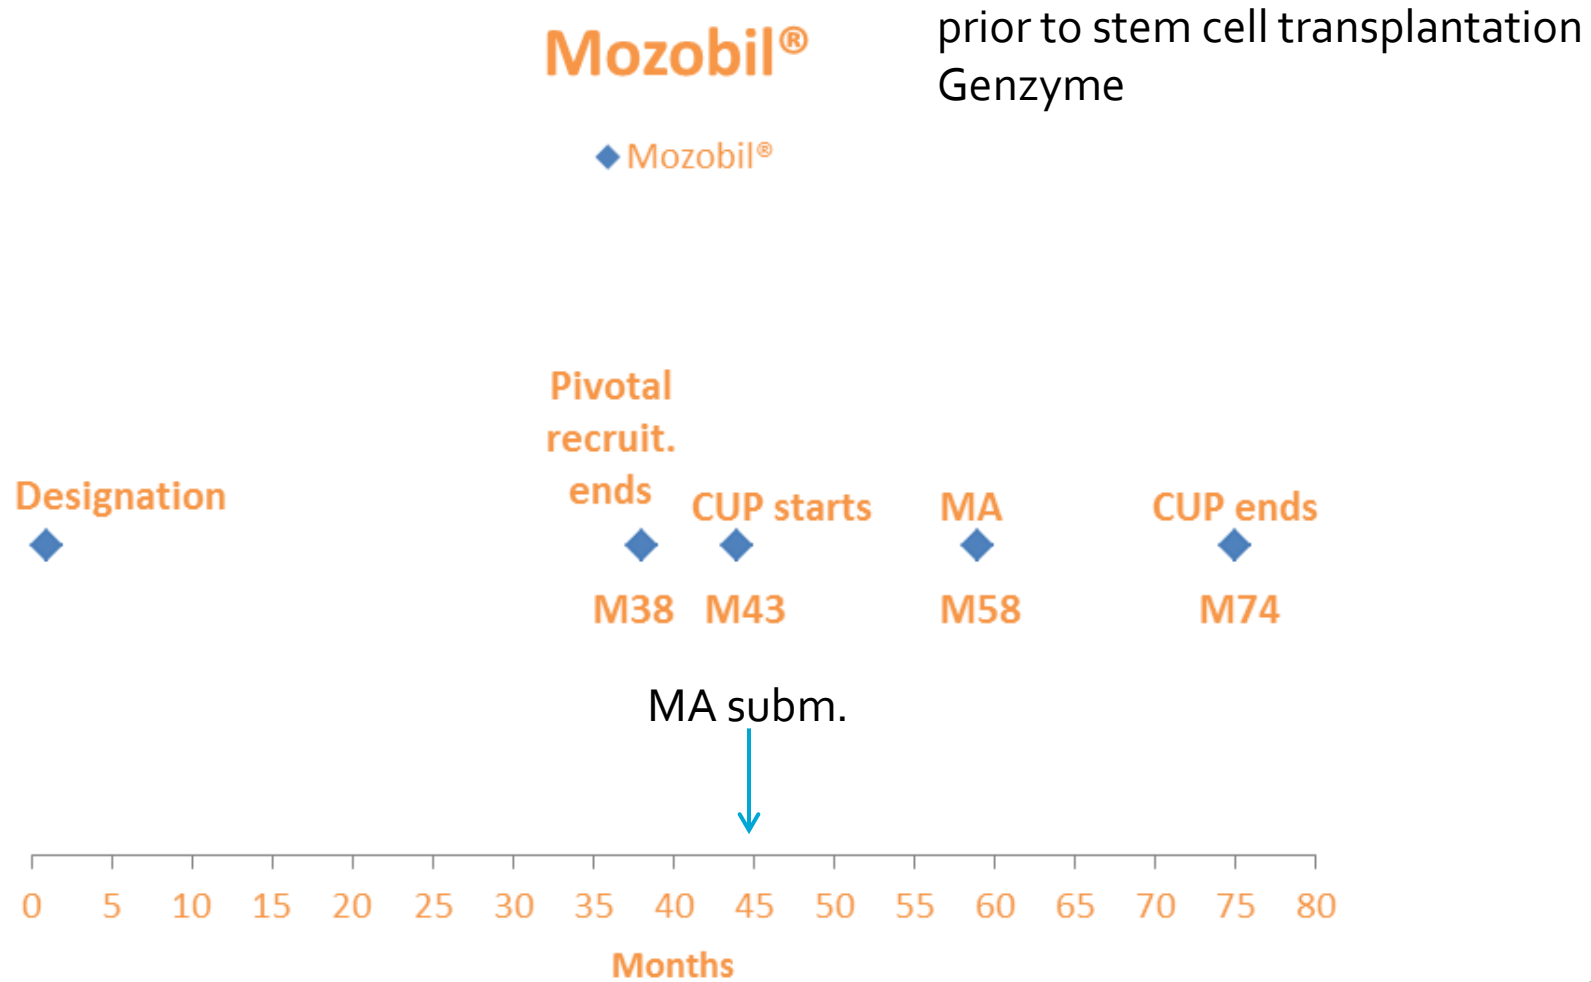 Mozobil®
prior to stem cell transplantation
Genzyme
Mozobil®
Pivotal
recruit.
ends
Designation
CUP starts
MA
CUP ends
M38
M43
M58
M74
MA subm.
0 5 10 15 20 25 30 35 40 45 50 55 60 65 70 75 80
Months